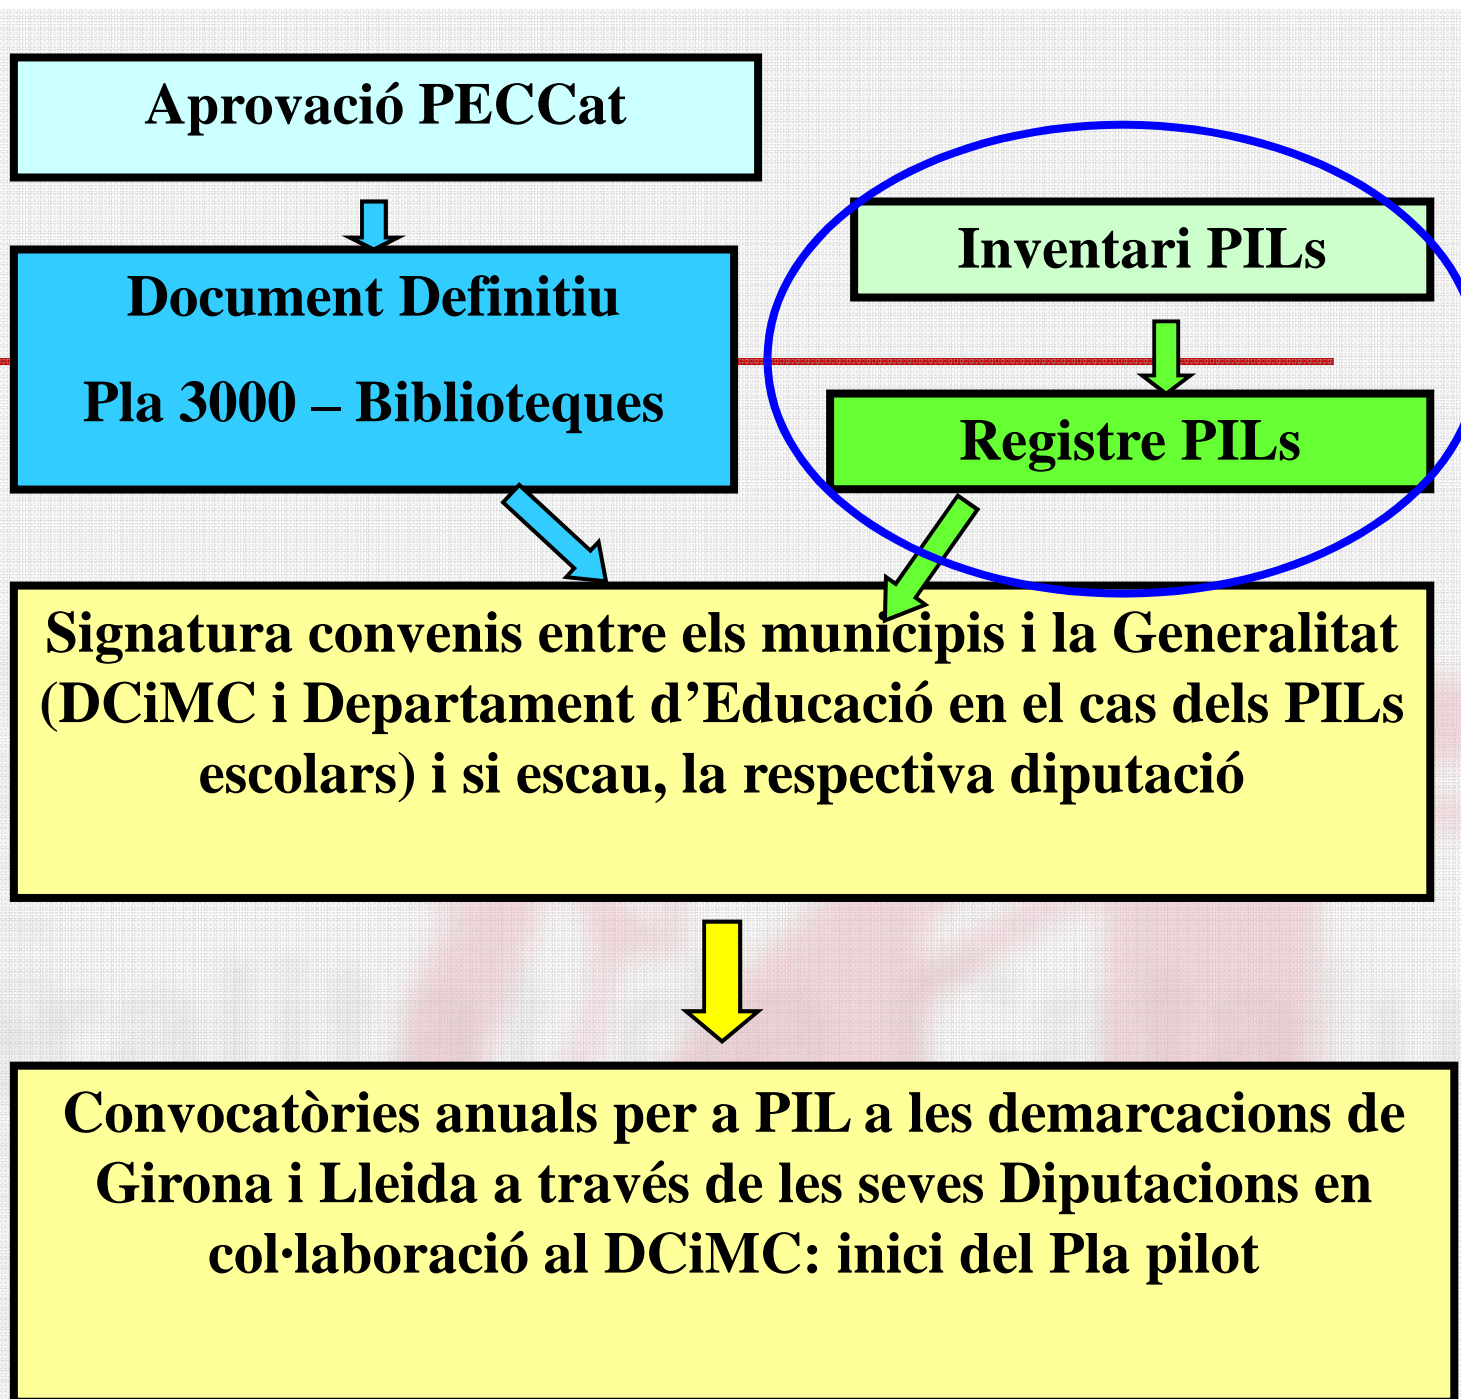 Aprovació PECCat
Inventari PILs
Document Definitiu
Pla 3000 – Biblioteques
Registre PILs
Signatura convenis entre els municipis i la Generalitat
(DCiMC i Departament d’Educació en el cas dels PILs
escolars) i si escau, la respectiva diputació
Convocatòries anuals per a PIL a les demarcacions de
Girona i Lleida a través de les seves Diputacions en
col·laboració al DCiMC: inici del Pla pilot